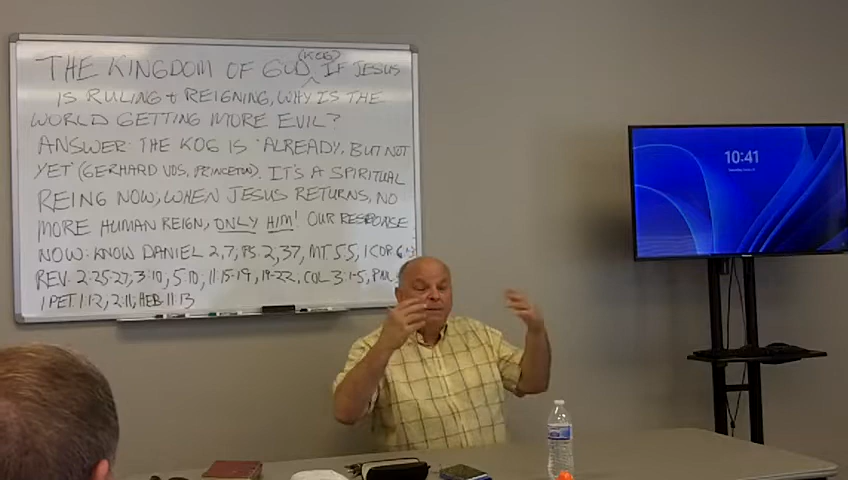 THE KINGDOM OF GOD (KOG) IF JESUS
IS RULING + REIGNING, WHY IS THE
WORLD GETTING MORE EVIL?
ANSWER: THE KOG IS "ALREADY, BUT NOT
YET" (GERHARD VOS, PRINCETON). IT'S A SPIRITUAL
REING NOW, WHEN JESUS RETURNS, NO
MORE HUMAN REIGN, ONLY HIM! OUR RESPONSE
NOW: KNOW DANIEL 2,7, PS. 2,37, MT 5:5, 1 COR 6:
REV. 2:25-27, 3:10, 5:10, 11:15-19, 19-22, COL 3:1-5,
1 PET 1:1-2, 2:11, HEB 11:13
10:41